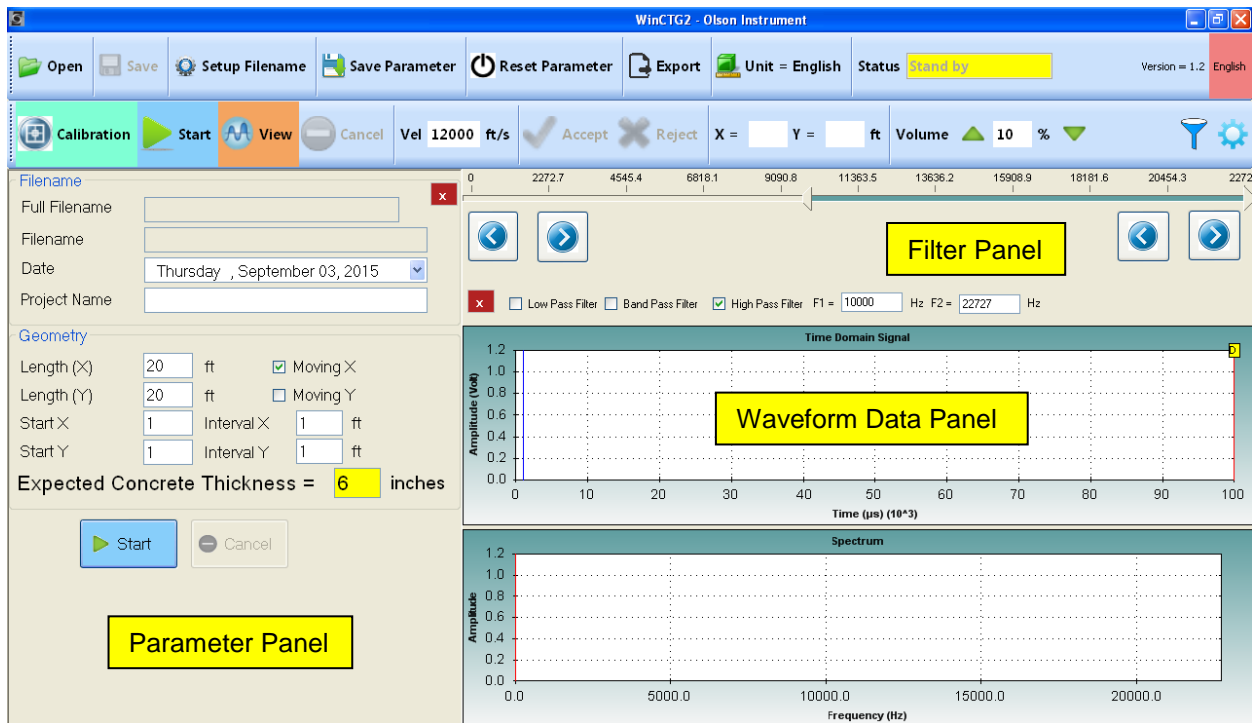 WinCTG2 - Olson Instrument
Open Save Setup Filename Save Parameter Reset Parameter Export Unit = English Status Stand by Version = 1.2 English
Calibration Start View Cancel Vel 12000 ft/s Accept Reject X = Y = ft Volume 10 %
Filename
Full Filename
x
Filename
Date Thursday , September 03, 2015
Project Name
Geometry
Length (X) 20 ft Moving X
Length (Y) 20 ft Moving Y
Start X 1 Interval X 1 ft
Start Y 1 Interval Y 1 ft
Expected Concrete Thickness = 6 inches
Start Cancel
Parameter Panel
0 2272.7 4545.4 6818.1 9090.8 11363.5 13636.2 15908.9 18181.6 20454.3 2272
Filter Panel
x Low Pass Filter Band Pass Filter High Pass Filter F1 = 10000 Hz F2 = 22727 Hz
Time Domain Signal
Amplitude (Volt)
1.2
1.0
0.8
0.6
0.4
0.2
0.0
Waveform Data Panel
0 10 20 30 40 50 60 70 80 90 100
Time (µs) (10^3)
Spectrum
Amplitude
1.2
1.0
0.8
0.6
0.4
0.2
0.0
0.0 5000.0 10000.0 15000.0 20000.0
Frequency (Hz)